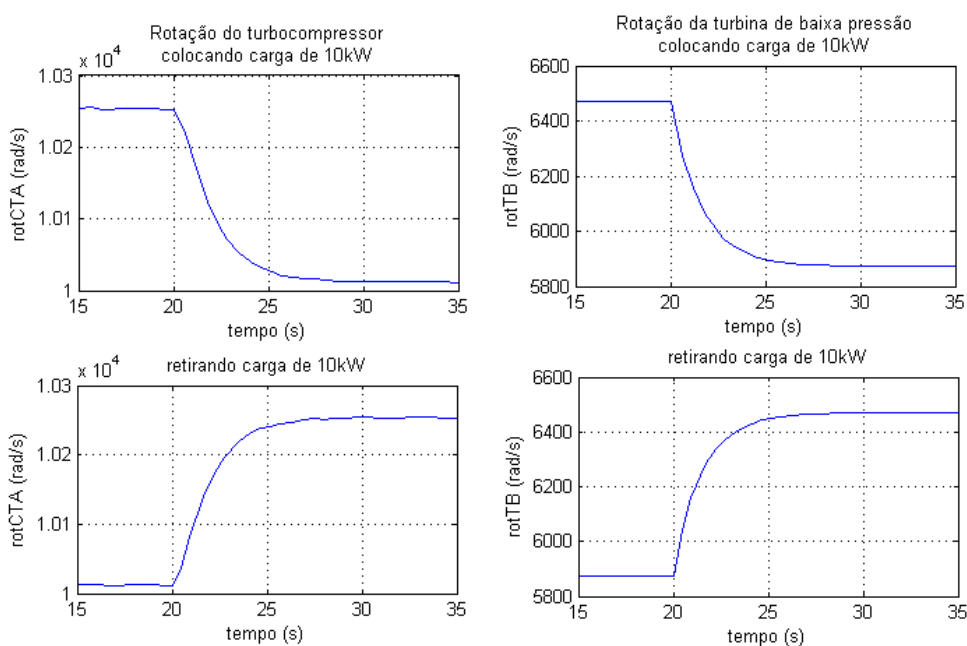 Rotação do turbocompressor
colocando carga de 10kW
x 10^4
1.03
1.02
1.01
1
rotCTA (rad/s)
15 20 25 30 35
tempo (s)
Rotação da turbina de baixa pressão
colocando carga de 10kW
6600
6400
6200
6000
5800
rotTB (rad/s)
15 20 25 30 35
tempo (s)
retirando carga de 10kW
x 10^4
1.03
1.02
1.01
1
rotCTA (rad/s)
15 20 25 30 35
tempo (s)
retirando carga de 10kW
6600
6400
6200
6000
5800
rotTB (rad/s)
15 20 25 30 35
tempo (s)